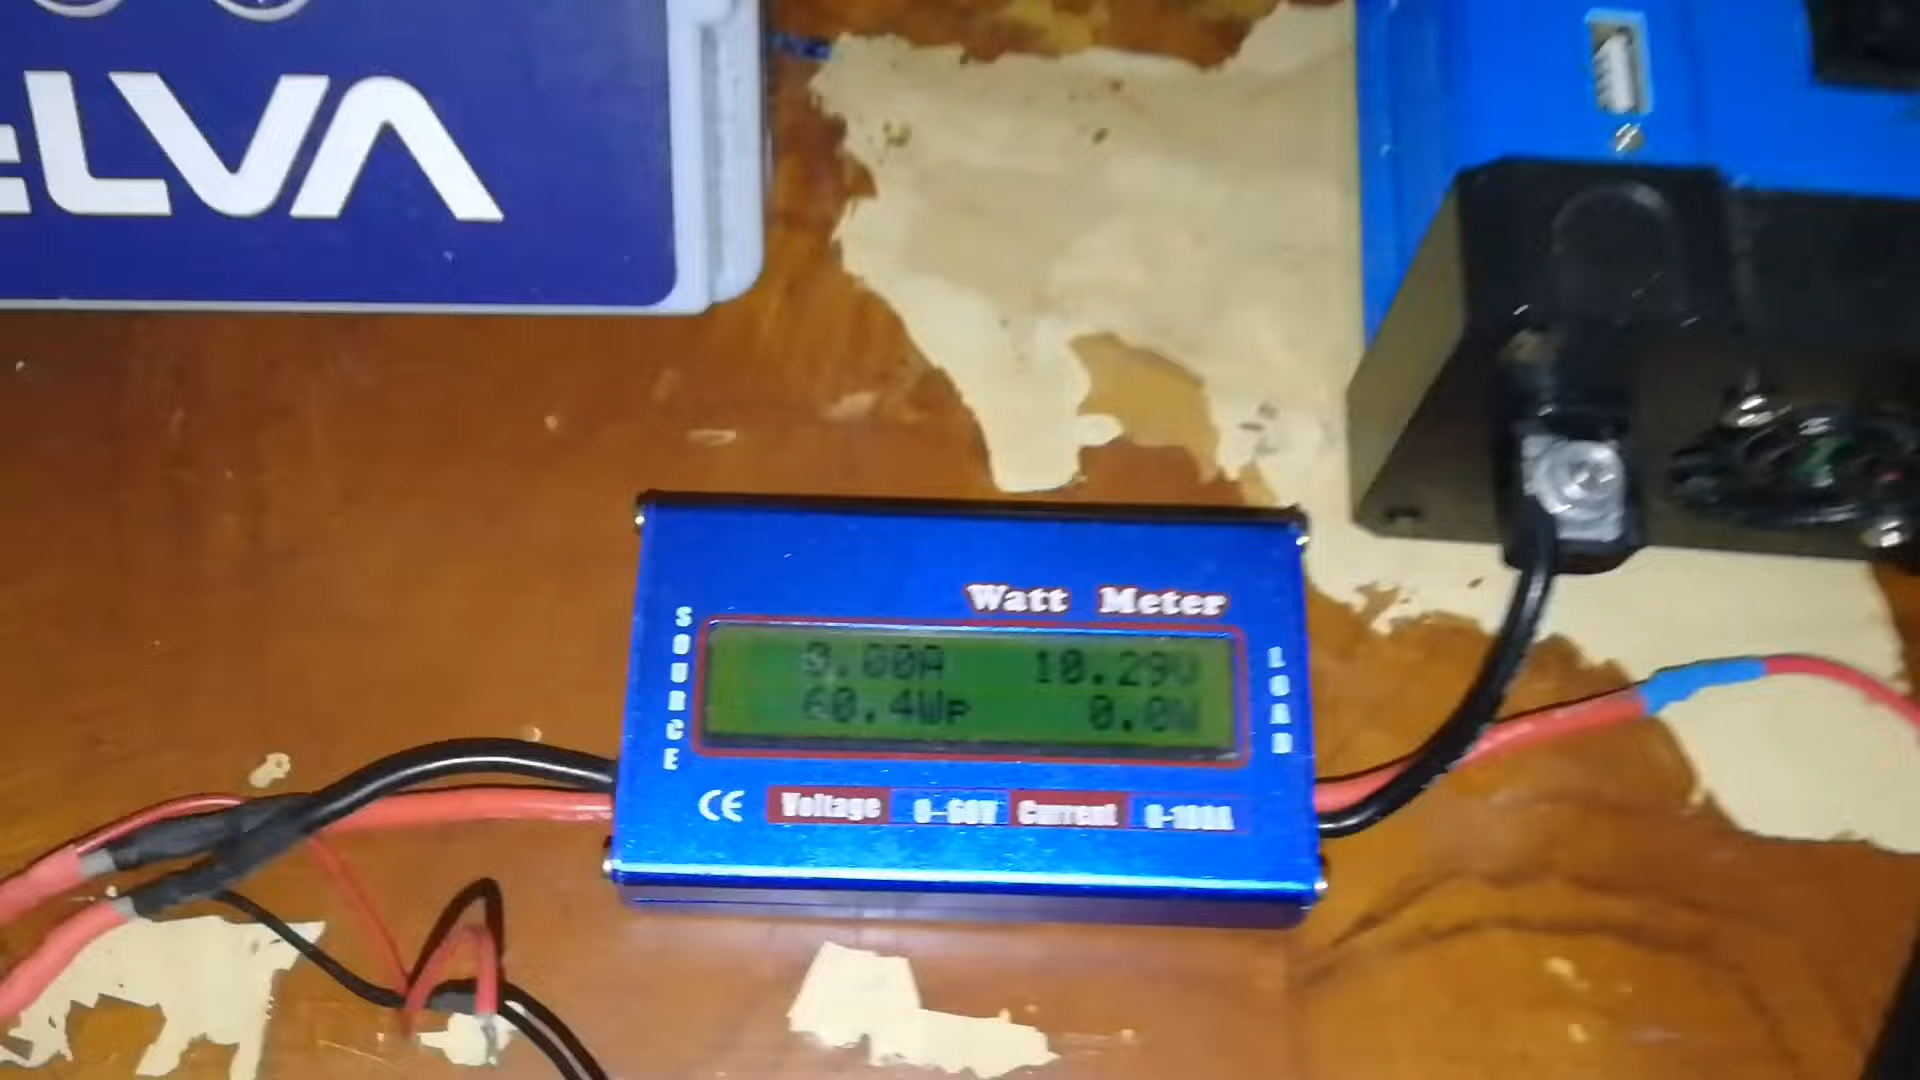 ELVA
Watt Meter
SOURCE
0.00A 10.29V
60.4Wp 0.0W
LOAD
CE Voltage 0-60V Current 0-100A